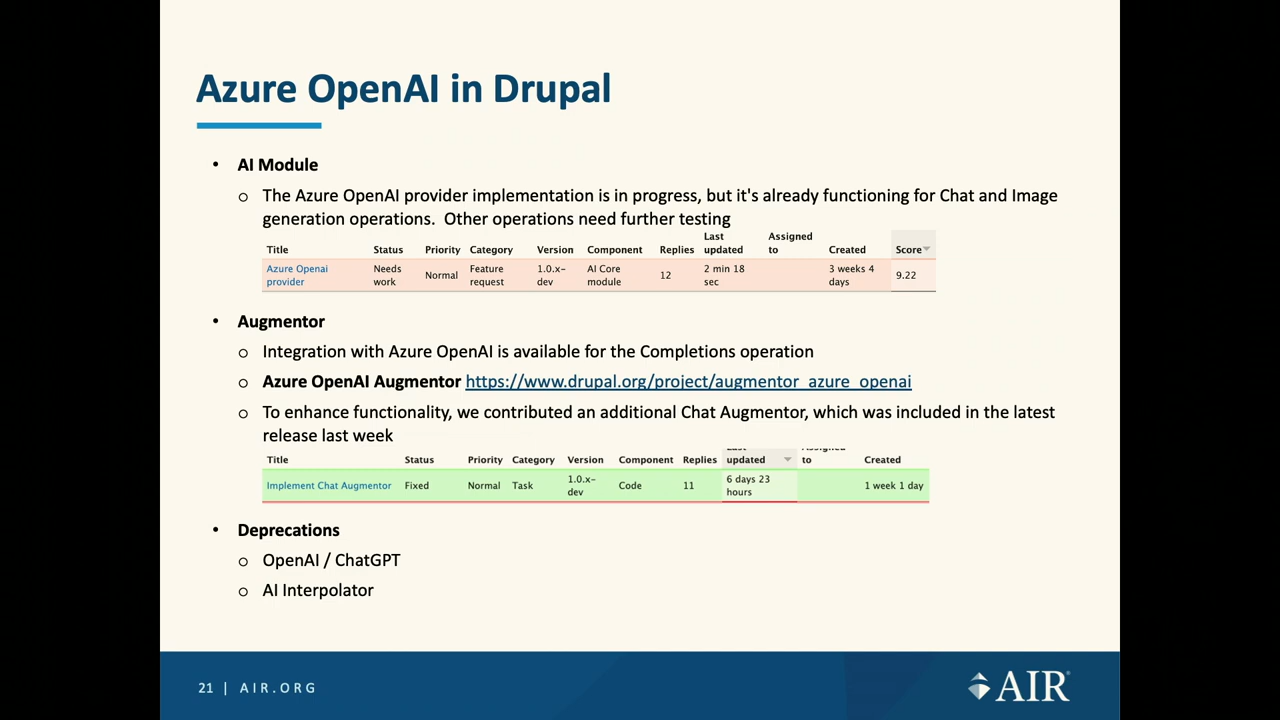 Azure OpenAI in Drupal
• AI Module
o The Azure OpenAI provider implementation is in progress, but it's already functioning for Chat and Image
generation operations. Other operations need further testing
Title Status Priority Category Version Component Replies Last updated Assigned to Created Score
Azure Openai provider Needs work Normal Feature request 1.0.x-dev AI Core module 12 2 min 18 sec 3 weeks 4 days 9.22
• Augmentor
o Integration with Azure OpenAI is available for the Completions operation
o Azure OpenAI Augmentor https://www.drupal.org/project/augmentor_azure_openai
o To enhance functionality, we contributed an additional Chat Augmentor, which was included in the latest
release last week
Title Status Priority Category Version Component Replies Last updated Assigned to Created
Implement Chat Augmentor Fixed Normal Task 1.0.x-dev Code 11 6 days 23 hours 1 week 1 day
• Deprecations
o OpenAI / ChatGPT
o AI Interpolator
21 | AIR.ORG
AIR